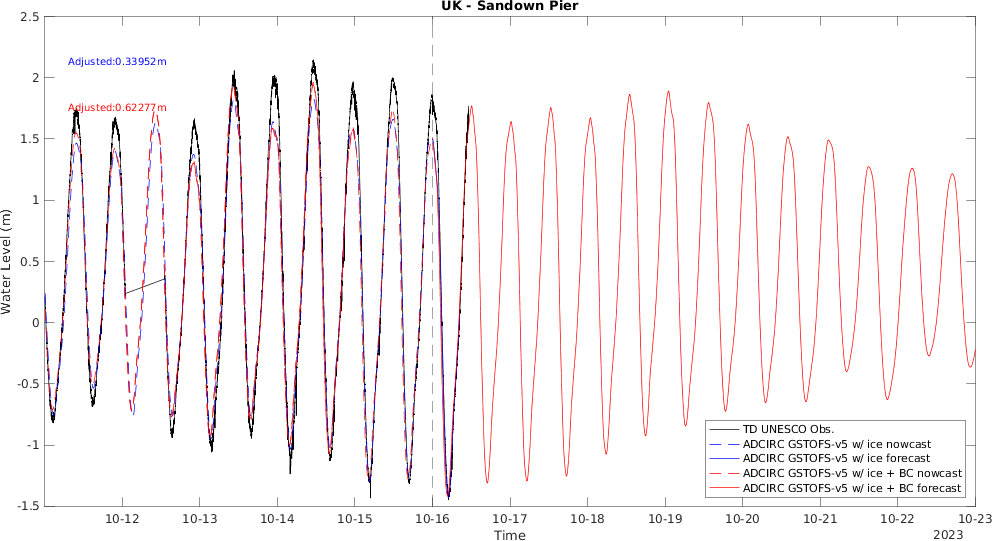 UK - Sandown Pier
2.5
2
1.5
1
0.5
0
-0.5
-1
-1.5
Water Level (m)
Adjusted:0.33952m
Adjusted:0.62277m
TD UNESCO Obs.
ADCIRC GSTOFS-v5 w/ ice nowcast
ADCIRC GSTOFS-v5 w/ ice forecast
ADCIRC GSTOFS-v5 w/ ice + BC nowcast
ADCIRC GSTOFS-v5 w/ ice + BC forecast
10-12 10-13 10-14 10-15 10-16 10-17 10-18 10-19 10-20 10-21 10-22 10-23
Time
2023